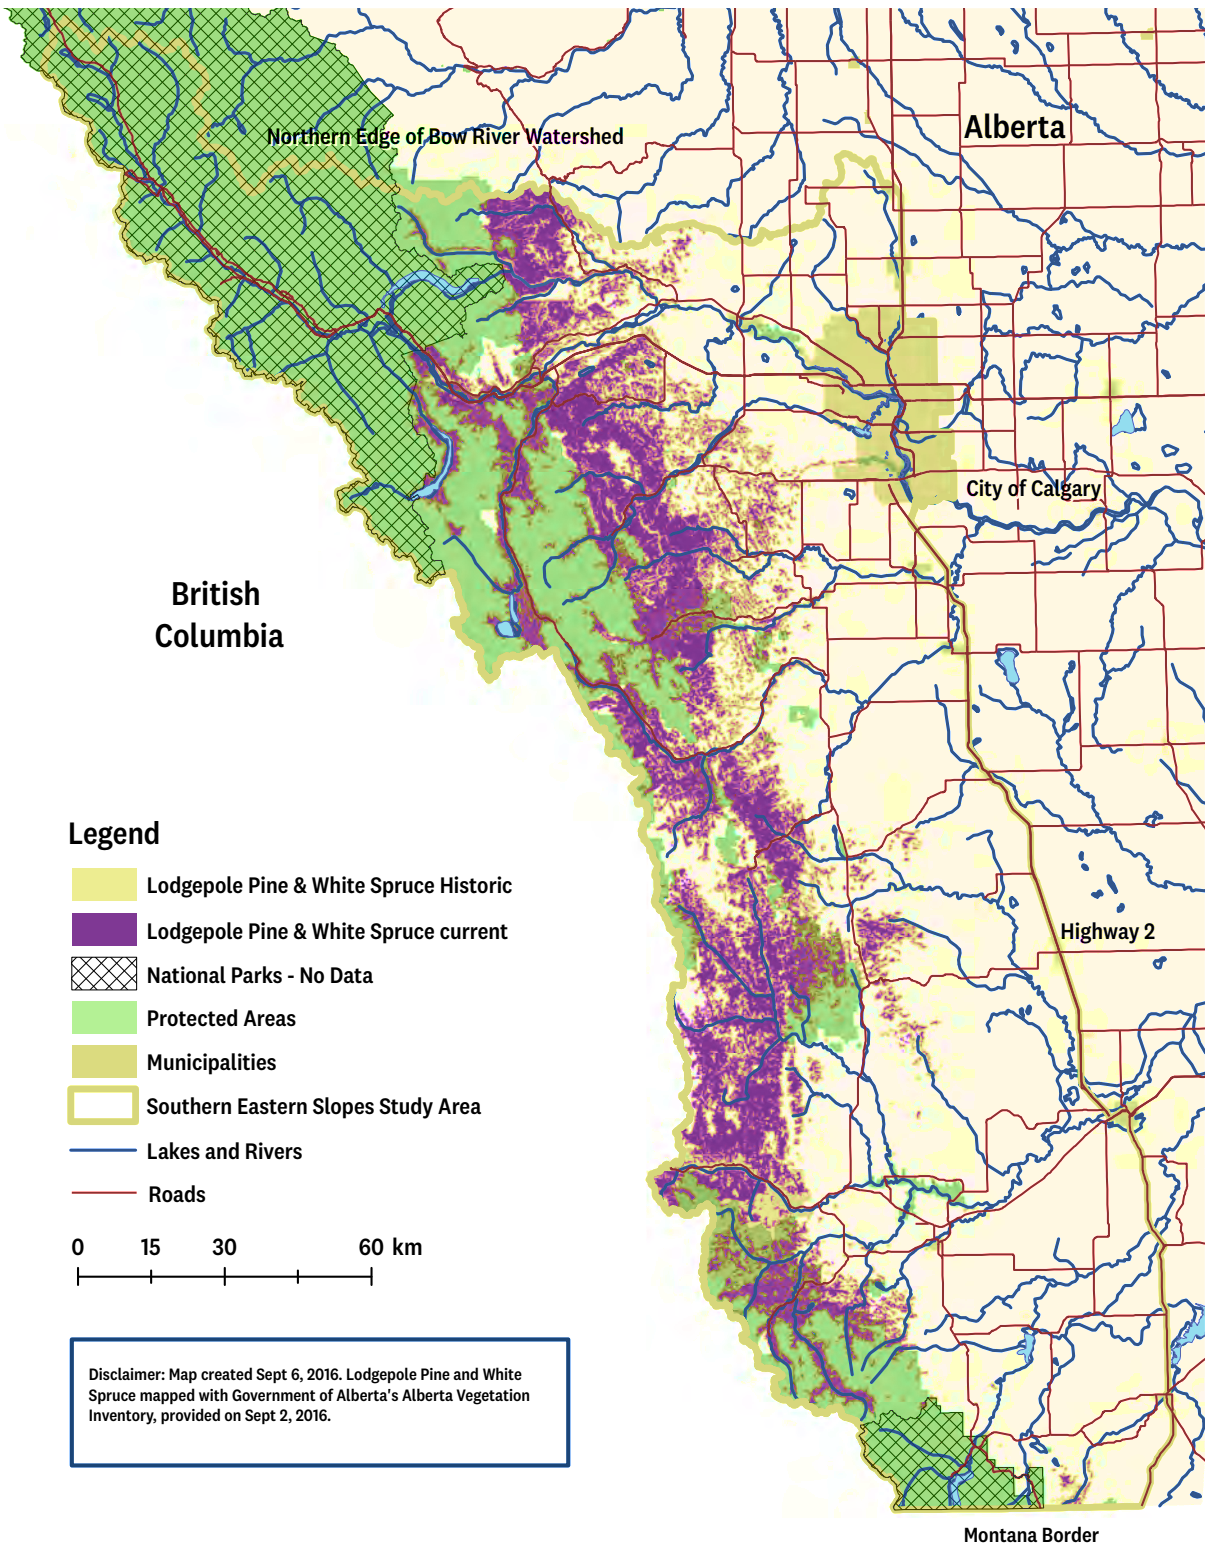 Northern Edge of Bow River Watershed
Alberta
City of Calgary
British
Columbia
Legend
Lodgepole Pine & White Spruce Historic
Lodgepole Pine & White Spruce current
National Parks - No Data
Protected Areas
Municipalities
Southern Eastern Slopes Study Area
Lakes and Rivers
Roads
Highway 2
0 15 30 60 km
Disclaimer: Map created Sept 6, 2016. Lodgepole Pine and White
Spruce mapped with Government of Alberta's Alberta Vegetation
Inventory, provided on Sept 2, 2016.
Montana Border